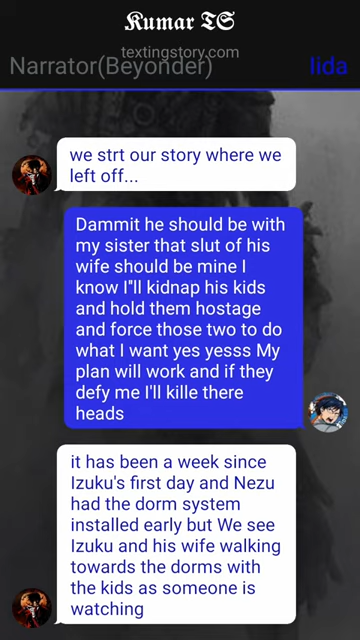 Kumar TS
textingstory.com
Narrator(Beyonder)
Iida
we strt our story where we
left off...
Dammit he should be with
my sister that slut of his
wife should be mine I
know I"ll kidnap his kids
and hold them hostage
and force those two to do
what I want yes yesss My
plan will work and if they
defy me I'll kille there
heads
it has been a week since
Izuku's first day and Nezu
had the dorm system
installed early but We see
Izuku and his wife walking
towards the dorms with
the kids as someone is
watching